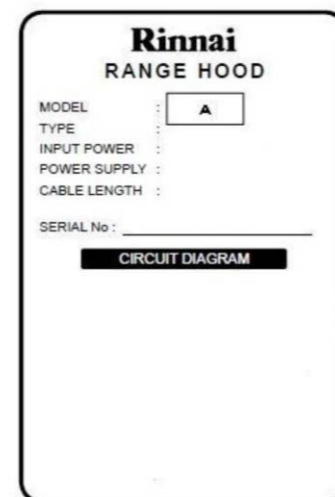 Rinnai
RANGE HOOD
MODEL : A
TYPE :
INPUT POWER :
POWER SUPPLY :
CABLE LENGTH :
SERIAL No :
CIRCUIT DIAGRAM